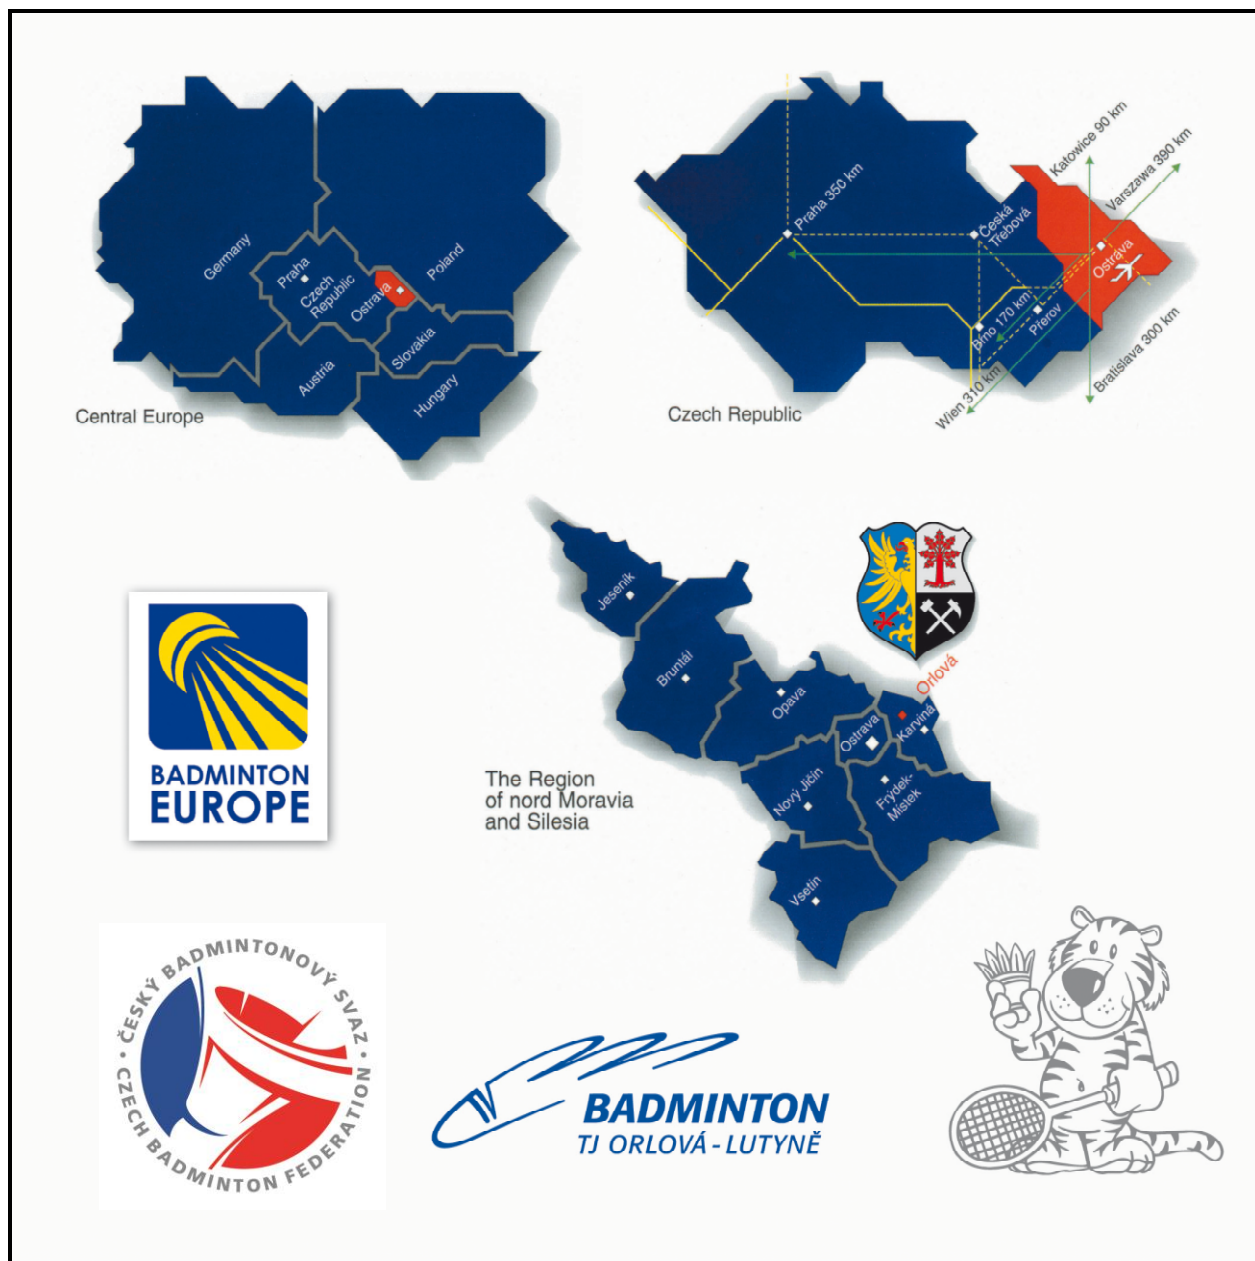 Germany
Praha
Czech
Republic
Ostrava
Poland
Slovakia
Austria
Hungary
Central Europe
Katowice 90 km
Varszawa 390 km
Praha 350 km
Česká
Třebová
Ostrava
Brno 170 km
Přerov
Wien 310 km
Bratislava 300 km
Czech Republic
Jeseník
Bruntál
Opava
Orlová
Ostrava
Karviná
Nový Jičín
Frýdek-
Místek
Vsetín
The Region
of nord Moravia
and Silesia
BADMINTON
EUROPE
ČESKÝ BADMINTONOVÝ SVAZ •
CZECH BADMINTON FEDERATION •
BADMINTON
TJ ORLOVÁ - LUTYNĚ